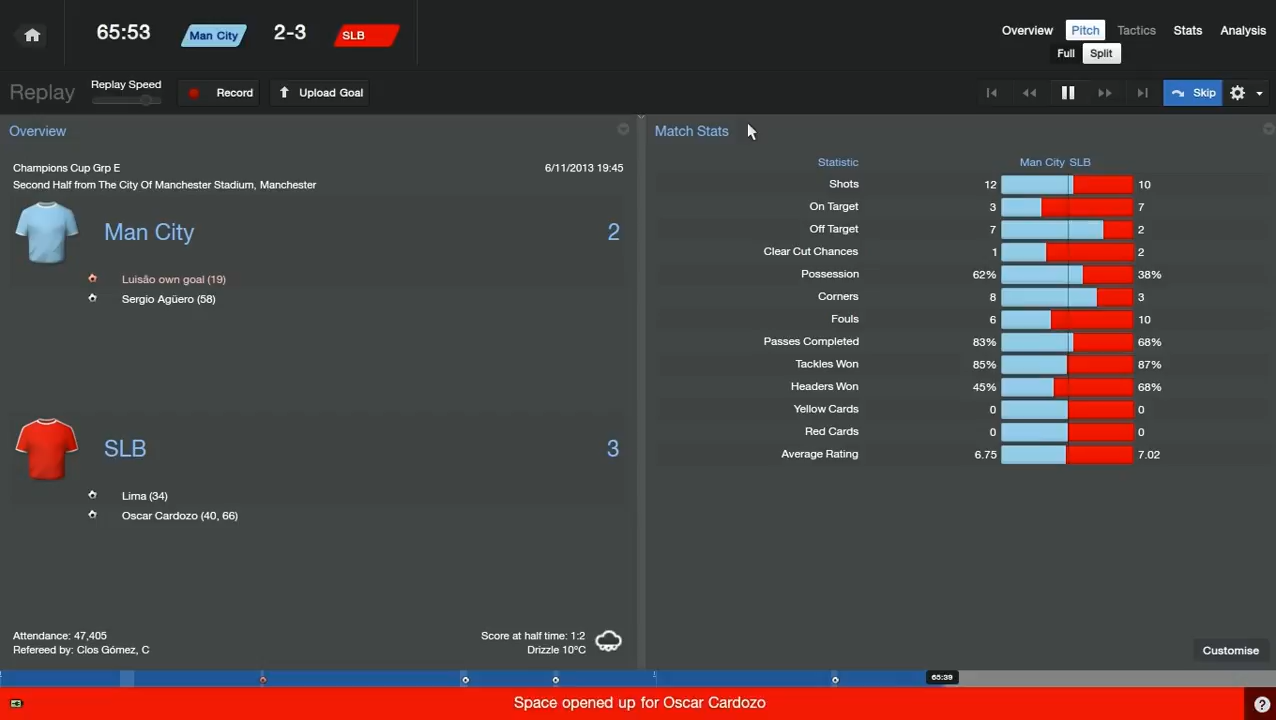 65:53
Man City
2-3
SLB
Overview
Pitch
Tactics
Stats
Analysis
Full
Split
Replay
Replay Speed
Record
Upload Goal
Skip
Overview
Champions Cup Grp E
6/11/2013 19:45
Second Half from The City Of Manchester Stadium, Manchester
Man City
2
Luisão own goal (19)
Sergio Agüero (58)
SLB
3
Lima (34)
Oscar Cardozo (40, 66)
Attendance: 47,405
Refereed by: Clos Gómez, C
Score at half time: 1:2
Drizzle 10°C
Match Stats
Statistic Man City SLB
Shots 12 10
On Target 3 7
Off Target 7 2
Clear Cut Chances 1 2
Possession 62% 38%
Corners 8 3
Fouls 6 10
Passes Completed 83% 68%
Tackles Won 85% 87%
Headers Won 45% 68%
Yellow Cards 0 0
Red Cards 0 0
Average Rating 6.75 7.02
Customise
65:39
Space opened up for Oscar Cardozo
?